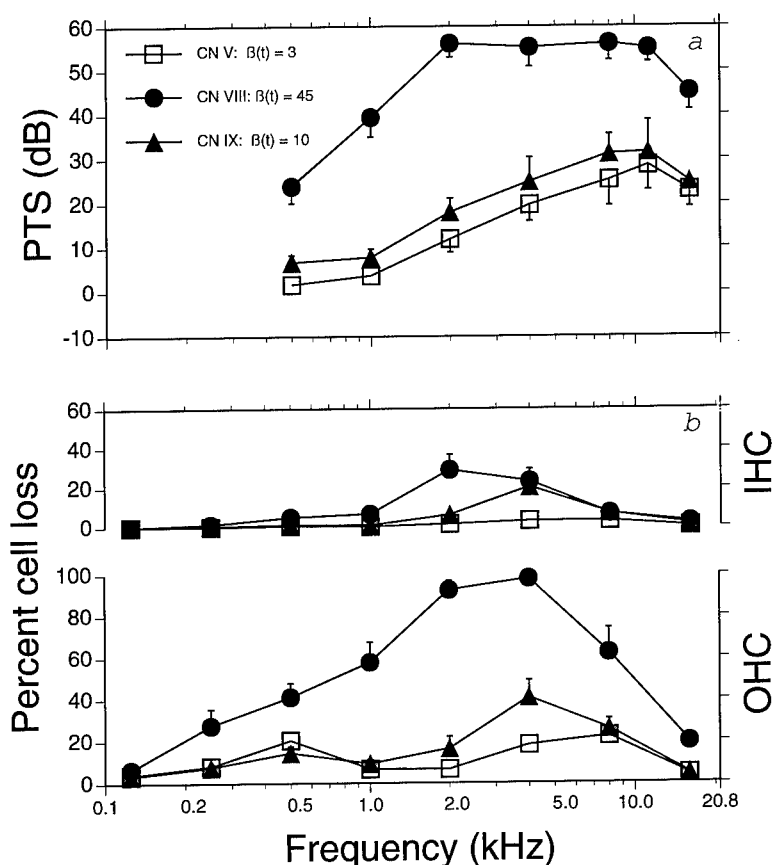 60
50
40
30
20
10
0
-10
PTS (dB)
a
CN V: β(t) = 3
CN VIII: β(t) = 45
CN IX: β(t) = 10
60
40
20
0
b
IHC
Percent cell loss
100
80
60
40
20
0
OHC
0.1 0.2 0.5 1.0 2.0 5.0 10.0 20.8
Frequency (kHz)